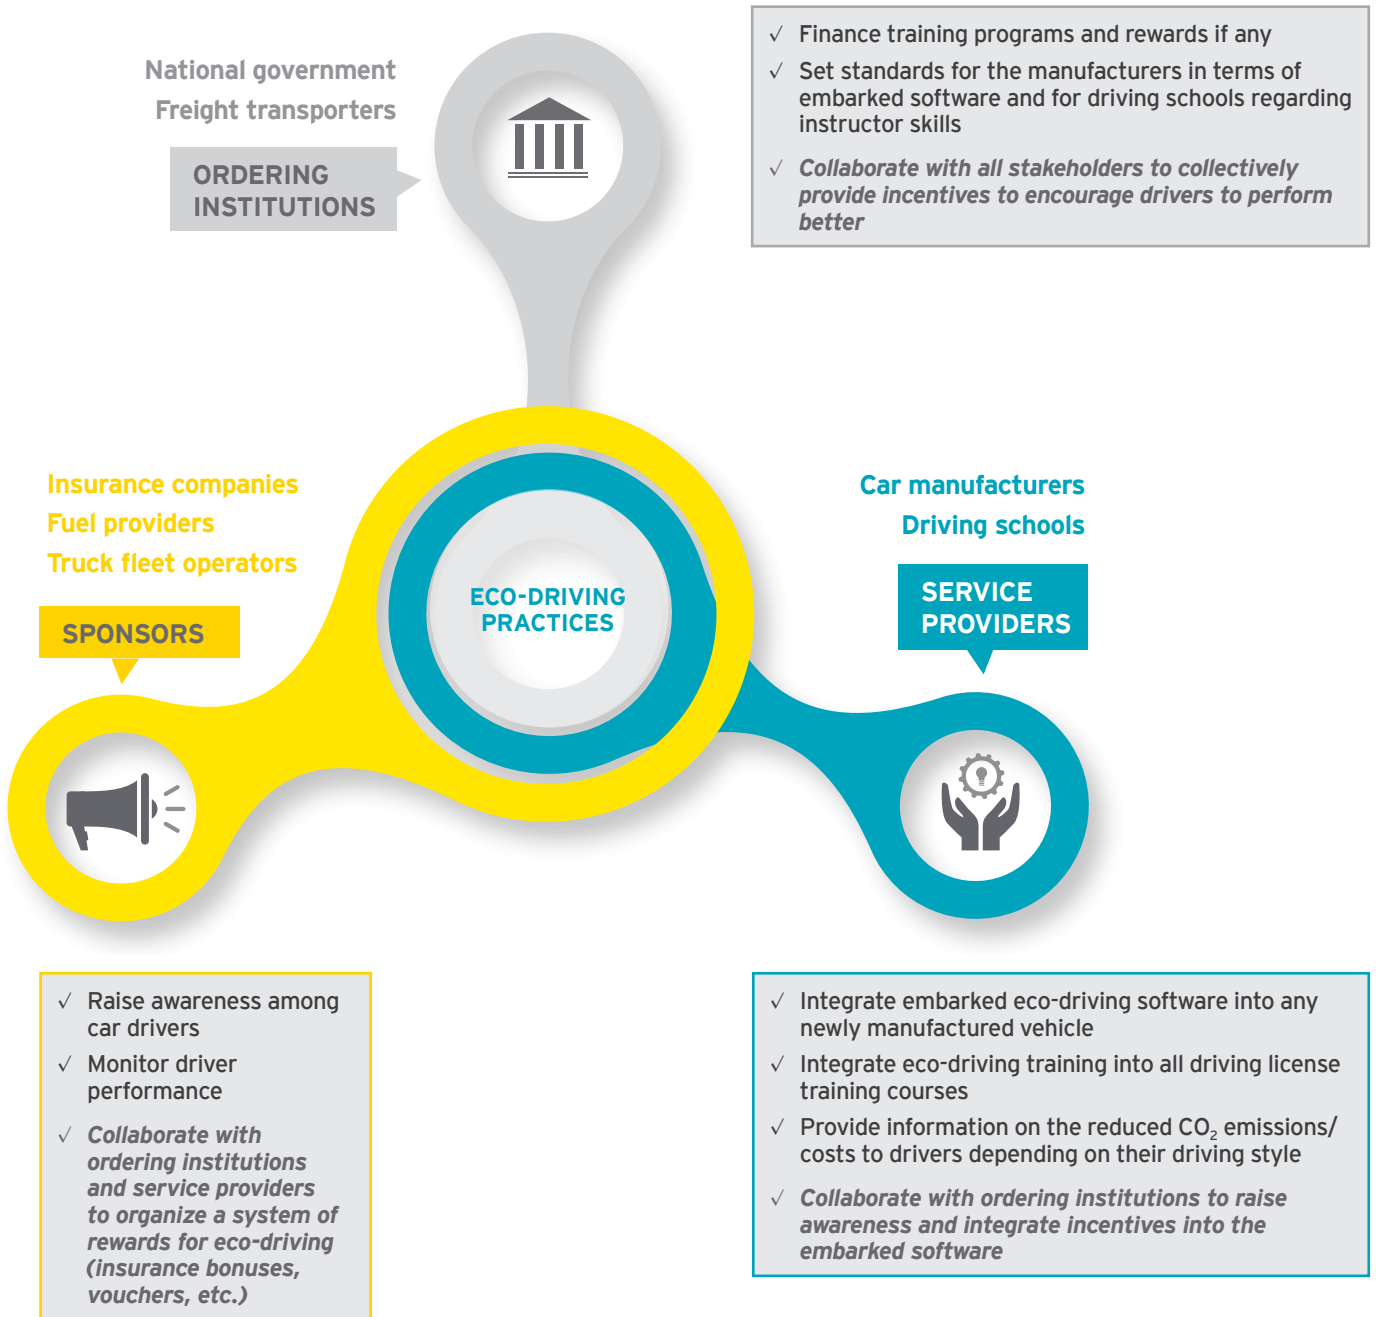 National government
Freight transporters
ORDERING
INSTITUTIONS
✓ Finance training programs and rewards if any
✓ Set standards for the manufacturers in terms of
embarked software and for driving schools regarding
instructor skills
✓ Collaborate with all stakeholders to collectively
provide incentives to encourage drivers to perform
better
Insurance companies
Fuel providers
Truck fleet operators
SPONSORS
ECO-DRIVING
PRACTICES
Car manufacturers
Driving schools
SERVICE
PROVIDERS
✓ Raise awareness among
car drivers
✓ Monitor driver
performance
✓ Collaborate with
ordering institutions
and service providers
to organize a system of
rewards for eco-driving
(insurance bonuses,
vouchers, etc.)
✓ Integrate embarked eco-driving software into any
newly manufactured vehicle
✓ Integrate eco-driving training into all driving license
training courses
✓ Provide information on the reduced CO₂ emissions/
costs to drivers depending on their driving style
✓ Collaborate with ordering institutions to raise
awareness and integrate incentives into the
embarked software